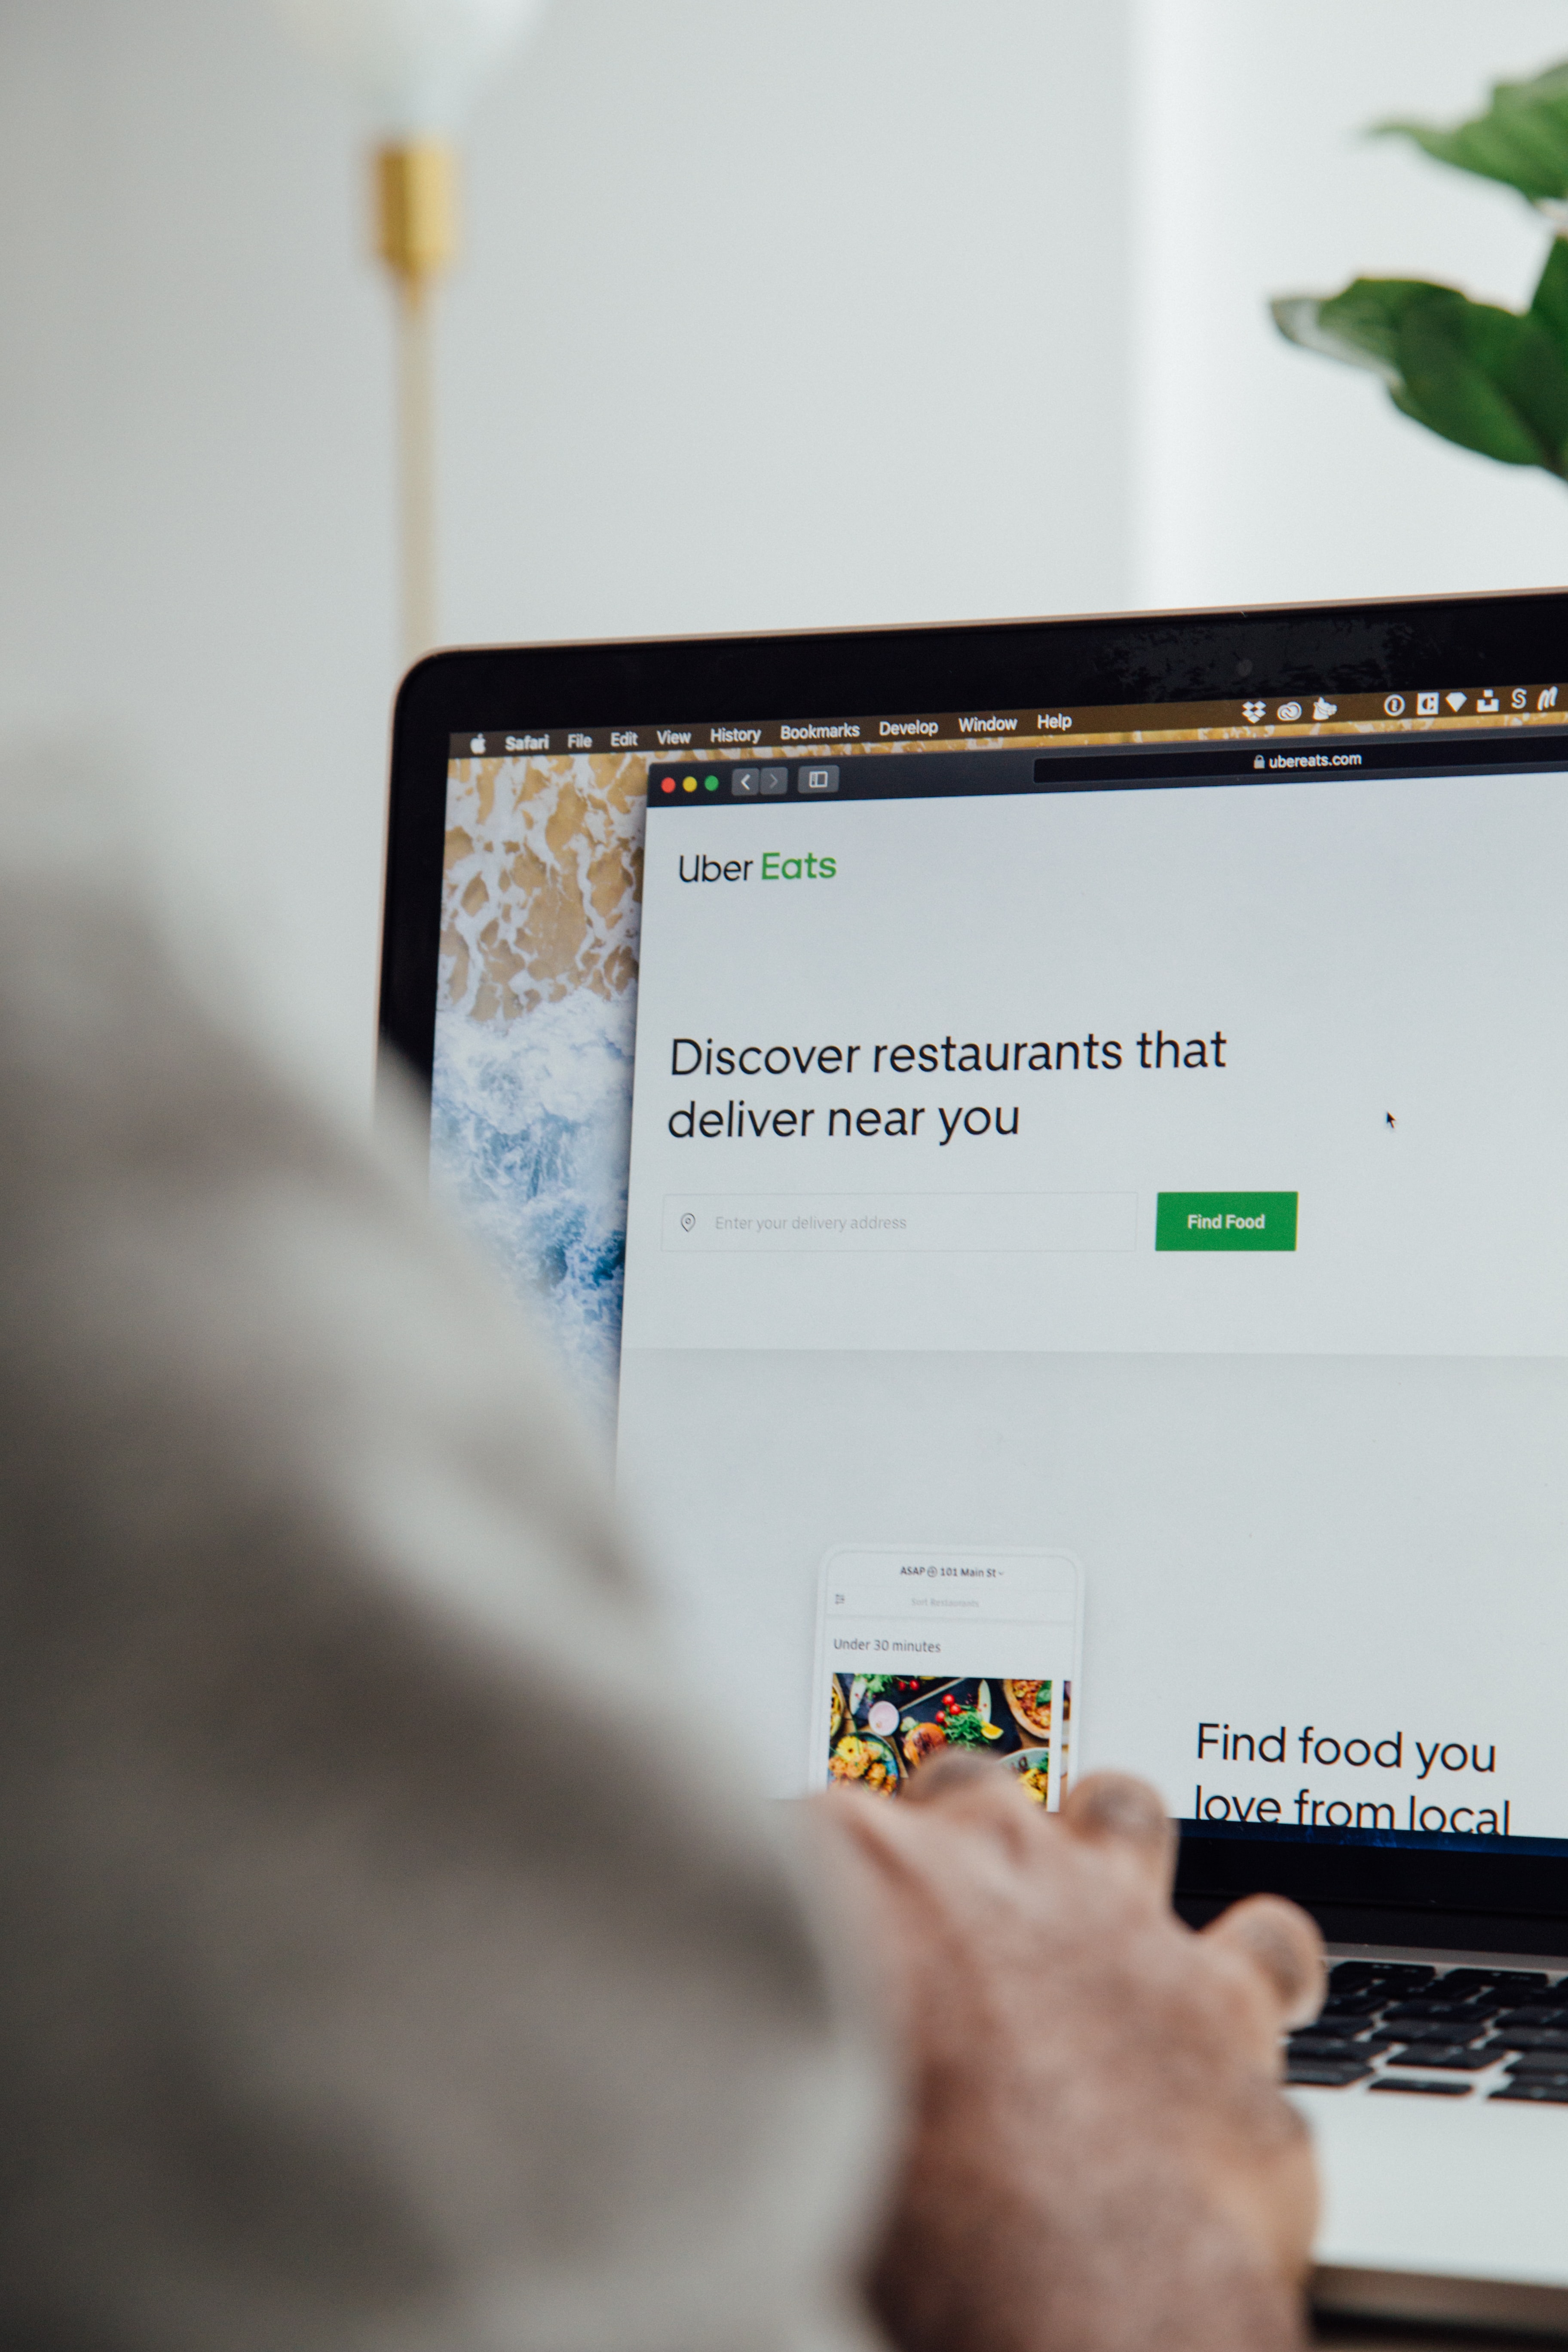 Safari File Edit View History Bookmarks Develop Window Help
ubereats.com
Uber Eats
Discover restaurants that
deliver near you
Enter your delivery address
Find Food
ASAP 101 Main St
Sort Restaurants
Under 30 minutes
Find food you
love from local